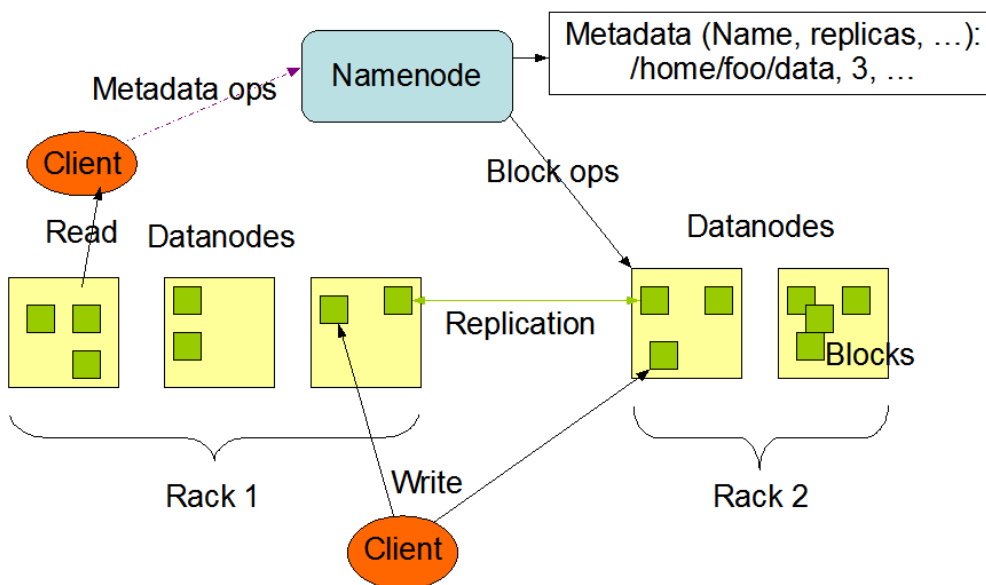 Metadata (Name, replicas, …):
/home/foo/data, 3, …
Namenode
Metadata ops
Client
Block ops
Read
Datanodes
Datanodes
Replication
Blocks
Rack 1
Write
Rack 2
Client